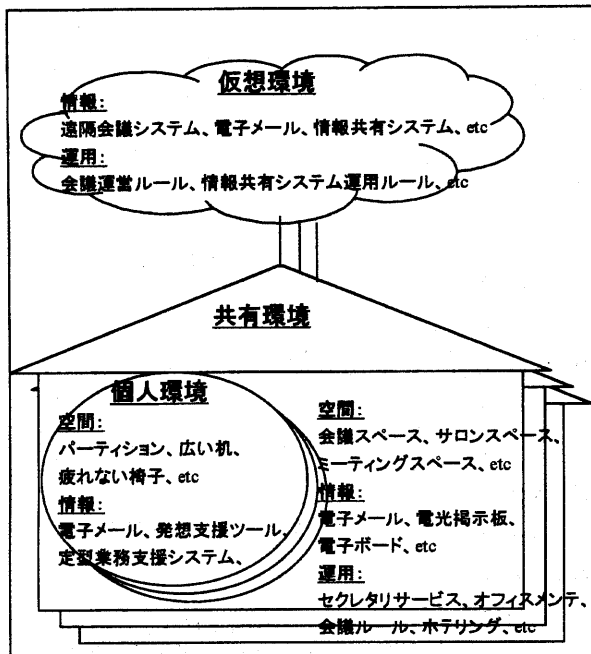 仮想環境
情報:
遠隔会議システム、電子メール、情報共有システム、etc
運用:
会議運営ルール、情報共有システム運用ルール、etc
共有環境
個人環境
空間:
パーティション、広い机、
疲れない椅子、etc
情報:
電子メール、発想支援ツール、
定型業務支援システム、
空間:
会議スペース、サロンスペース、
ミーティングスペース、etc
情報:
電子メール、電光掲示板、
電子ボード、etc
運用:
セクレタリサービス、オフィスメンテ、
会議ルール、ホテリング、etc